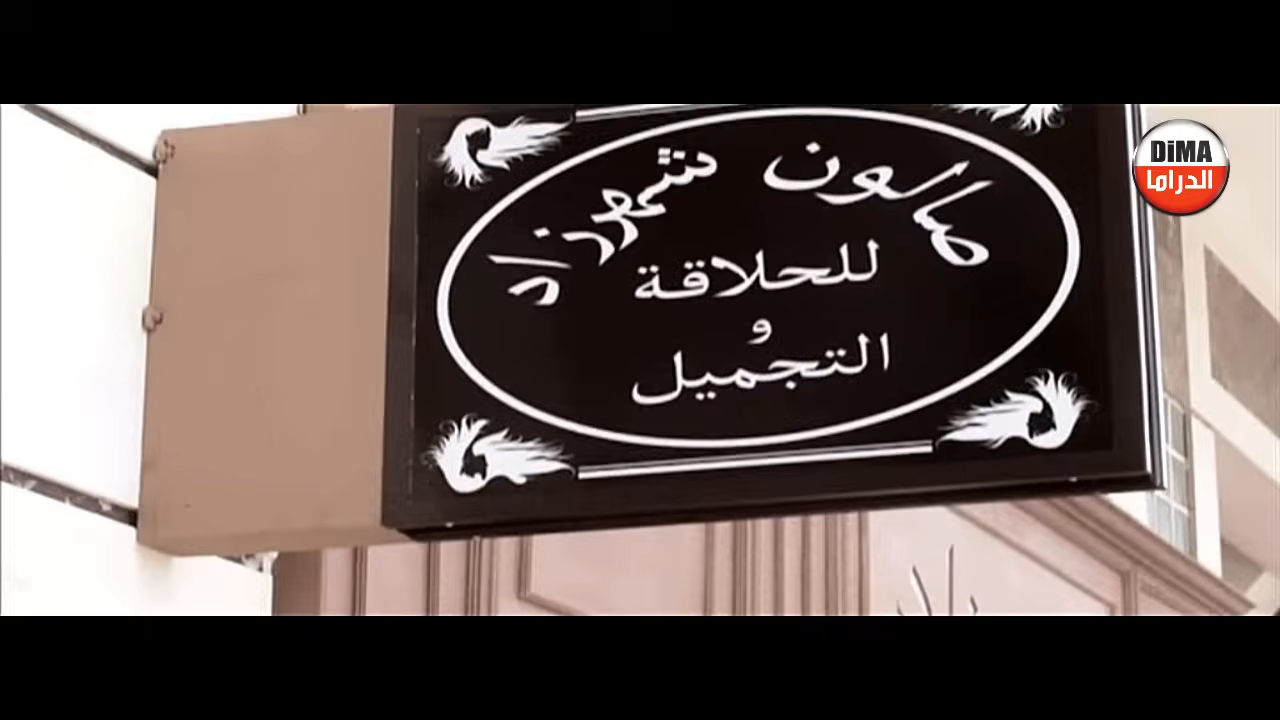 صالون شهرزاد
للحلاقة
و
التجميل
DiMA
الدراما